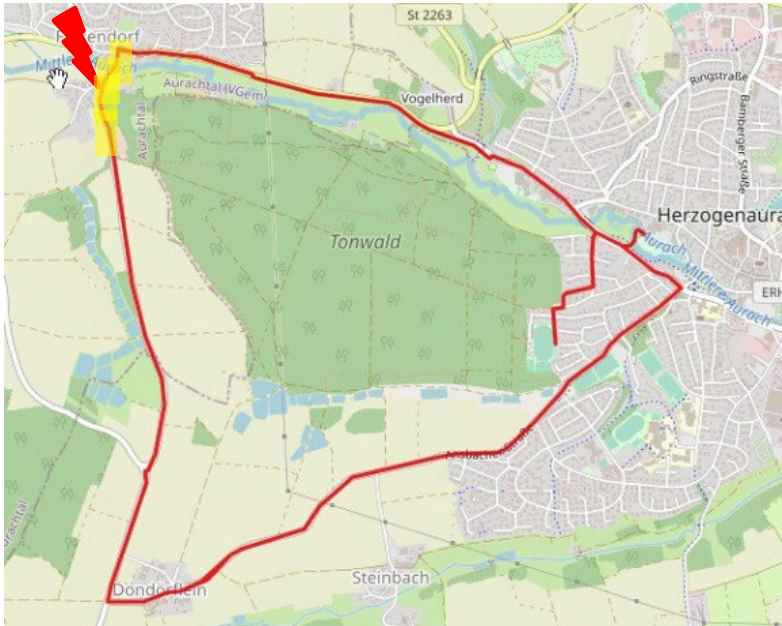 St 2263
Mittlere Aurach
Aurachtal (VGem)
Vogelherd
Ringstraße
Bamberger Straße
Aurachtal
Tonwald
Herzogenaura
Aurach
Mittlere Aurach
ERH
Ansbacher Straße
Aurachtal
Dondörflein
Steinbach